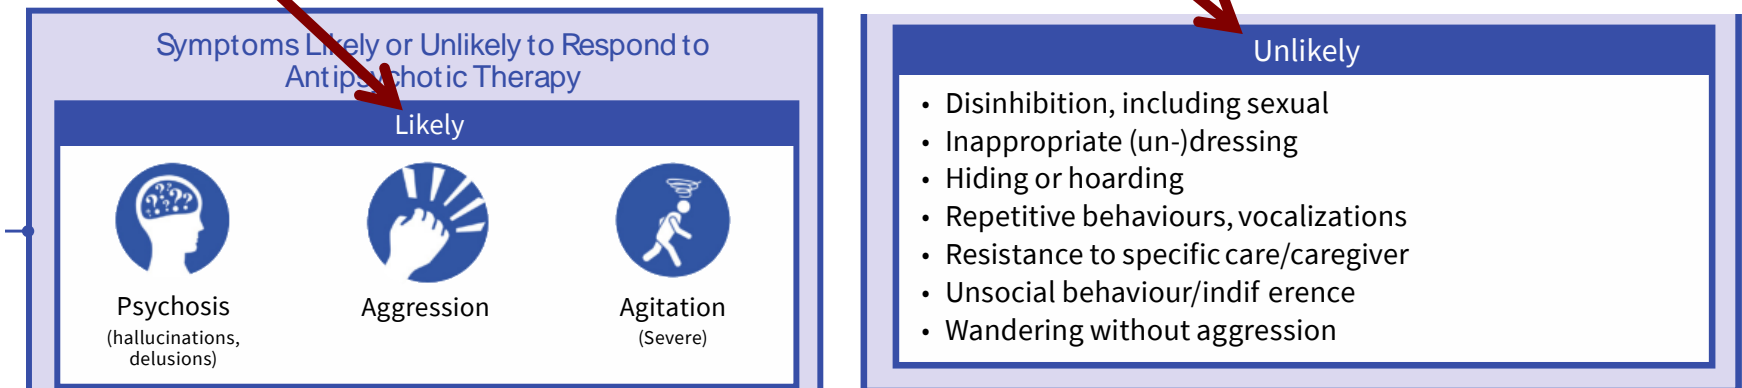 Symptoms Likely or Unlikely to Respond to
Antipsychotic Therapy
Likely
???
????
Psychosis
(hallucinations,
delusions)
Aggression
Agitation
(Severe)
Unlikely
• Disinhibition, including sexual
• Inappropriate (un-)dressing
• Hiding or hoarding
• Repetitive behaviours, vocalizations
• Resistance to specific care/caregiver
• Unsocial behaviour/indif erence
• Wandering without aggression